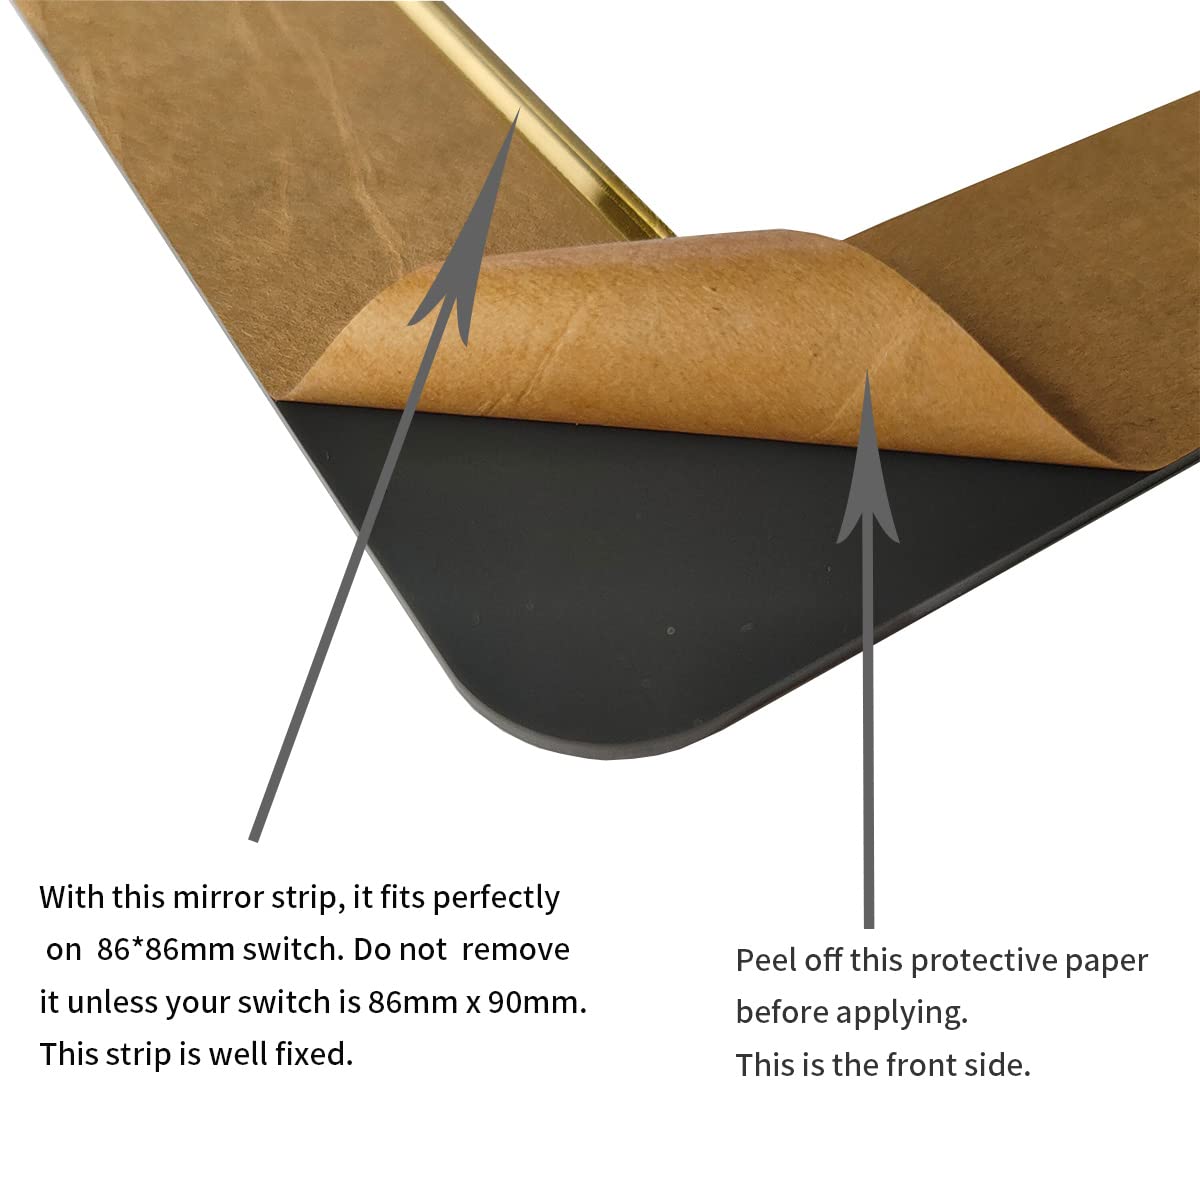 With this mirror strip, it fits perfectly
on 86*86mm switch. Do not remove
it unless your switch is 86mm x 90mm.
This strip is well fixed.
Peel off this protective paper
before applying.
This is the front side.